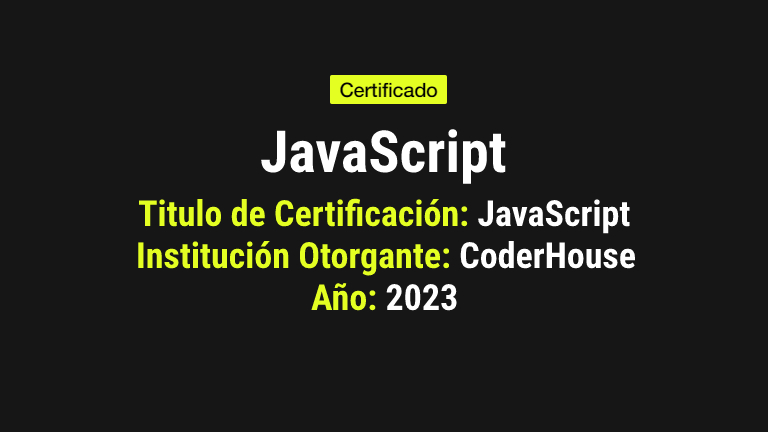 Certificado
JavaScript
Titulo de Certificación: JavaScript
Institución Otorgante: CoderHouse
Año: 2023